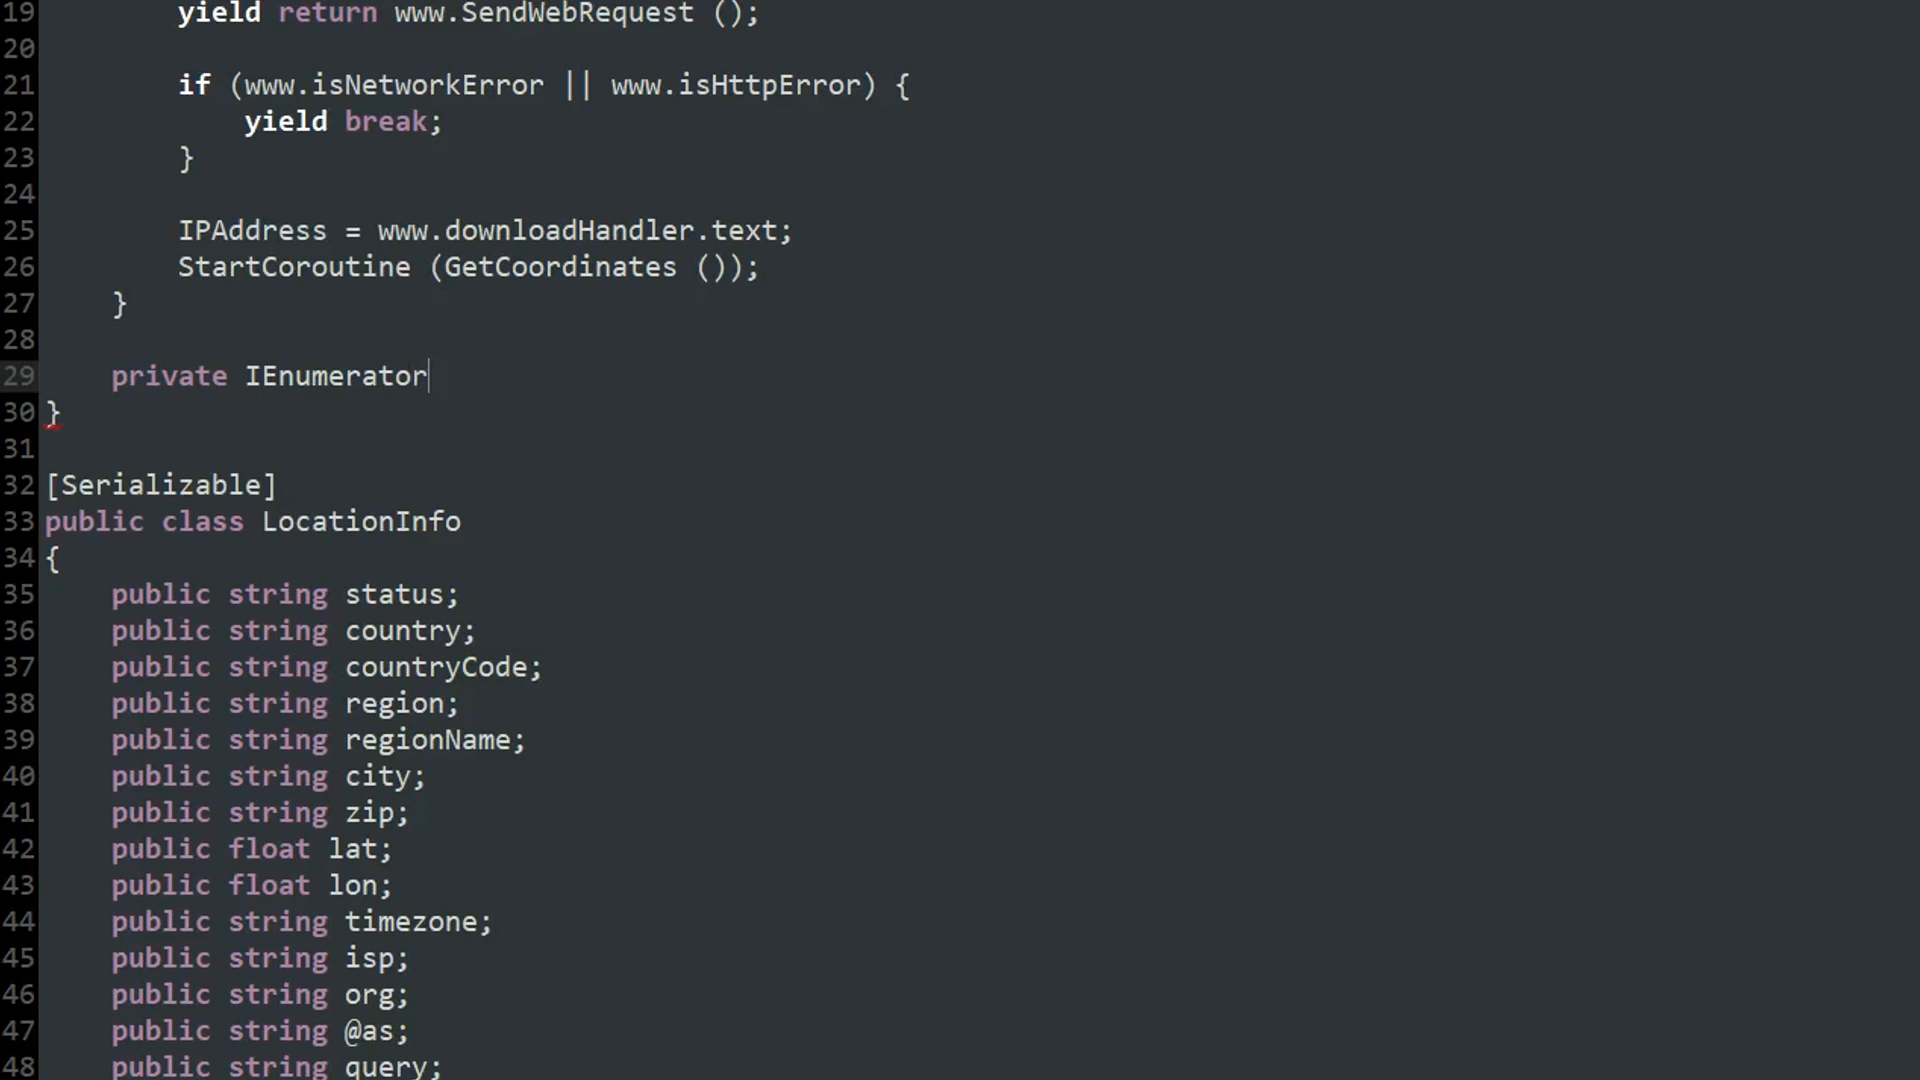 19 yield return www.SendWebRequest ();
20
21 if (www.isNetworkError || www.isHttpError) {
22 yield break;
23 }
24
25 IPAddress = www.downloadHandler.text;
26 StartCoroutine (GetCoordinates ());
27 }
28
29 private IEnumerator
30 }
31
32 [Serializable]
33 public class LocationInfo
34 {
35 public string status;
36 public string country;
37 public string countryCode;
38 public string region;
39 public string regionName;
40 public string city;
41 public string zip;
42 public float lat;
43 public float lon;
44 public string timezone;
45 public string isp;
46 public string org;
47 public string @as;
48 public string query;